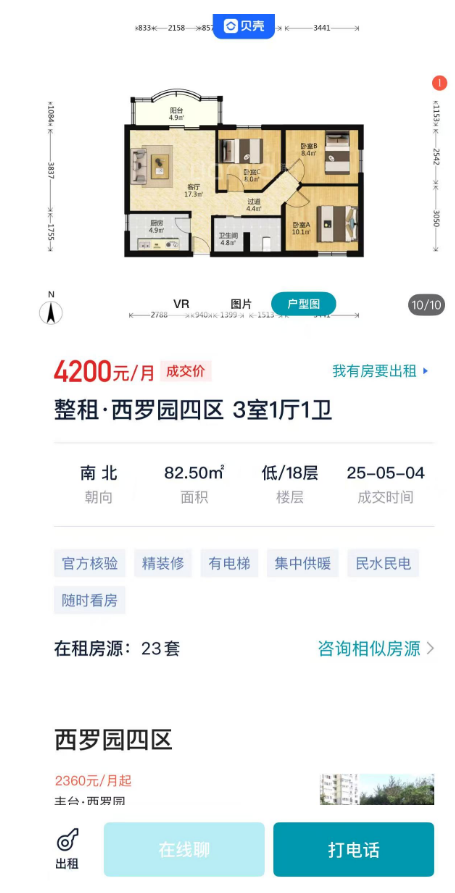 833 2158 857 贝壳 3441
!
1084
3837
1755
1153
2542
3050
阳台
4.9㎡
客厅
17.3㎡
卧室C
8.0㎡
卧室B
8.4㎡
过道
4.4㎡
厨房
4.9㎡
卫生间
4.8㎡
卧室A
10.1㎡
N
VR 图片 户型图 10/10
2788 940 1399 1513 3441
4200元/月 成交价 我有房要出租
整租·西罗园四区 3室1厅1卫
南 北 82.50㎡ 低/18层 25-05-04
朝向 面积 楼层 成交时间
官方核验 精装修 有电梯 集中供暖 民水民电
随时看房
在租房源：23套 咨询相似房源
西罗园四区
2360元/月起
丰台·西罗园
出租 在线聊 打电话